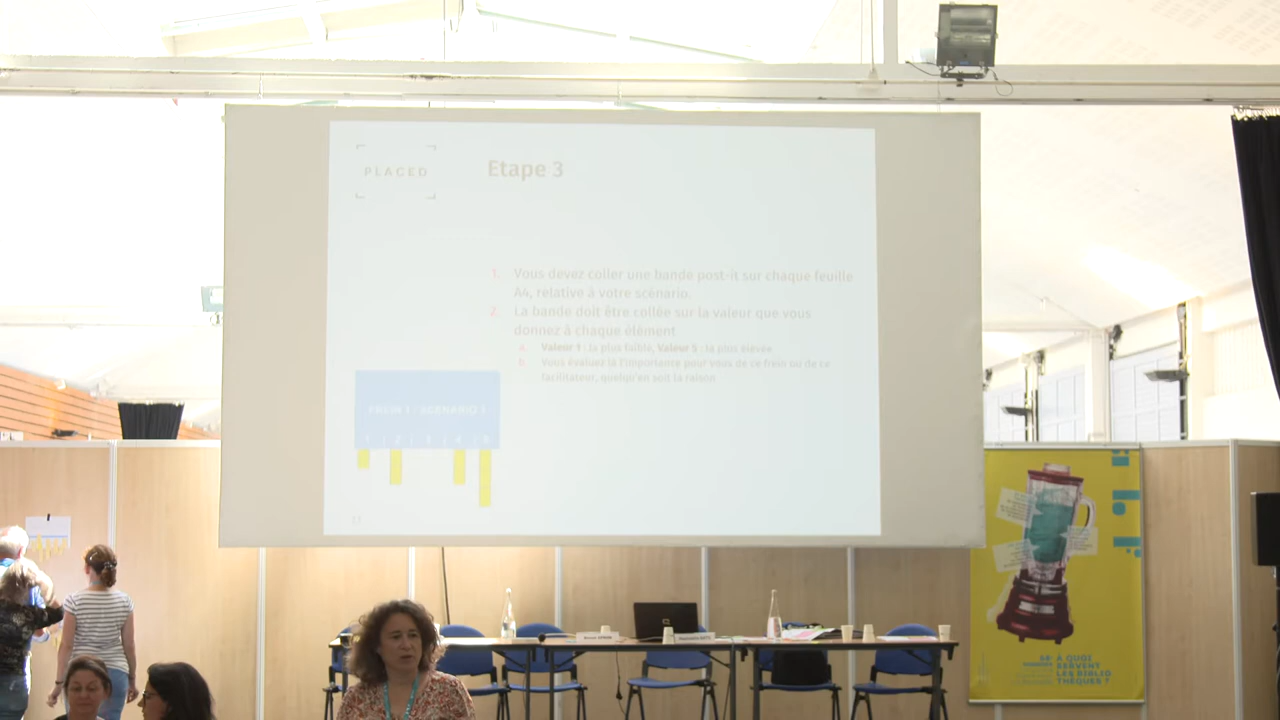 PLACED
Etape 3
1. Vous devez coller une bande post-it sur chaque feuille
A4, relative à votre scénario.
2. La bande doit être collée sur la valeur que vous
donnez à chaque élément
a. Valeur 1 : la plus faible, Valeur 5 : la plus élevée
b. Vous évaluez là l'importance pour vous de ce frein ou de ce
facilitateur, quelqu'en soit la raison
FREIN 1 / SCENARIO 1
1 / 2 / 3 / 4 / 5
À QUOI
SERVENT
LES BIBLIO
THÈQUES ?